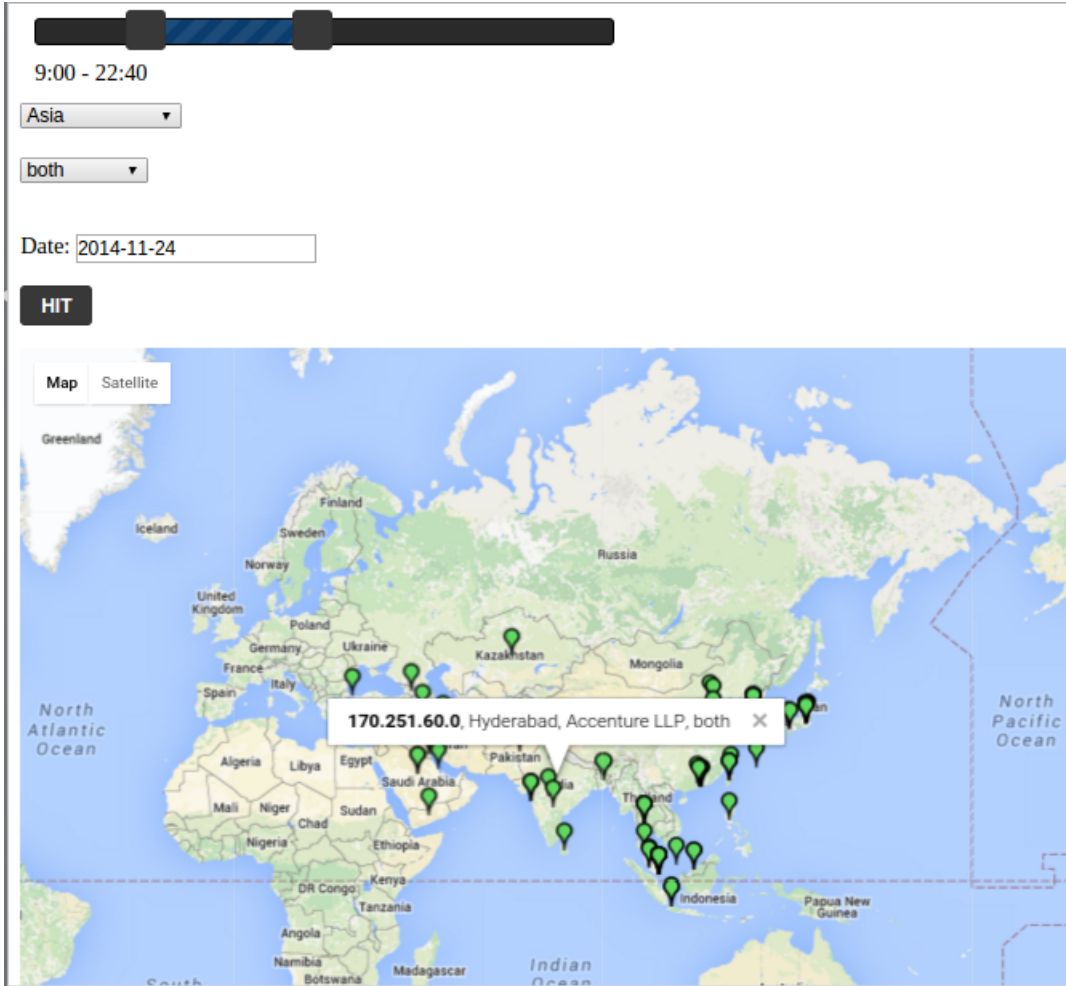 9:00 - 22:40
Asia
both
Date: 2014-11-24
HIT
Map Satellite
Greenland
Iceland
Finland
Sweden
Norway
Russia
United
Kingdom
Poland
Germany
Ukraine
Kazakhstan
Mongolia
France
Italy
Spain
North
Atlantic
Ocean
North
Pacific
Ocean
170.251.60.0, Hyderabad, Accenture LLP, both
Algeria
Libya
Egypt
Pakistan
Saudi Arabia
Mali
Niger
Chad
Sudan
Nigeria
Ethiopia
Kenya
DR Congo
Tanzania
Indonesia
Papua New
Guinea
Angola
Namibia
Botswana
Madagascar
Indian
Ocean
South